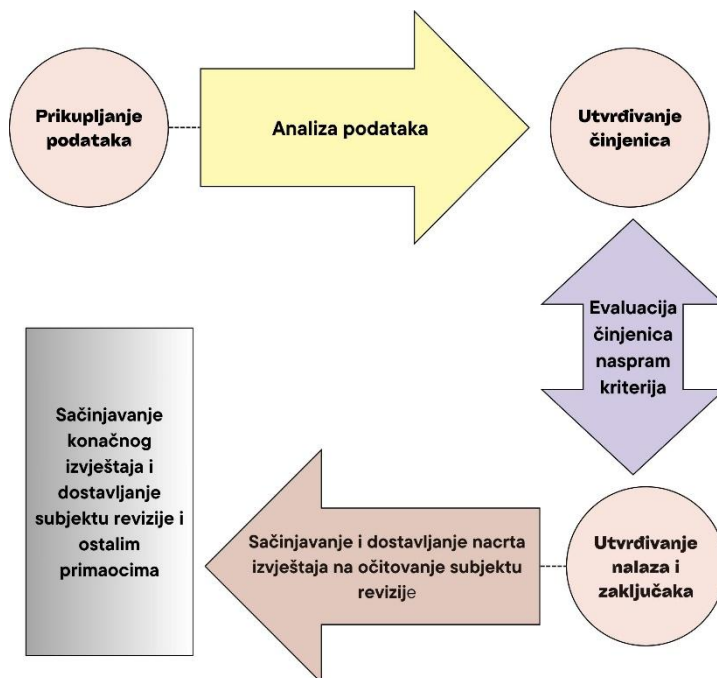 Prikupljanje
podataka
Analiza podataka
Utvrđivanje
činjenica
Evaluacija
činjenica
naspram
kriterija
Utvrđivanje
nalaza i
zaključaka
Sačinjavanje i dostavljanje nacrta
izvještaja na očitovanje subjektu
revizije
Sačinjavanje
konačnog
izvještaja i
dostavljanje
subjektu revizije i
ostalim
primaocima